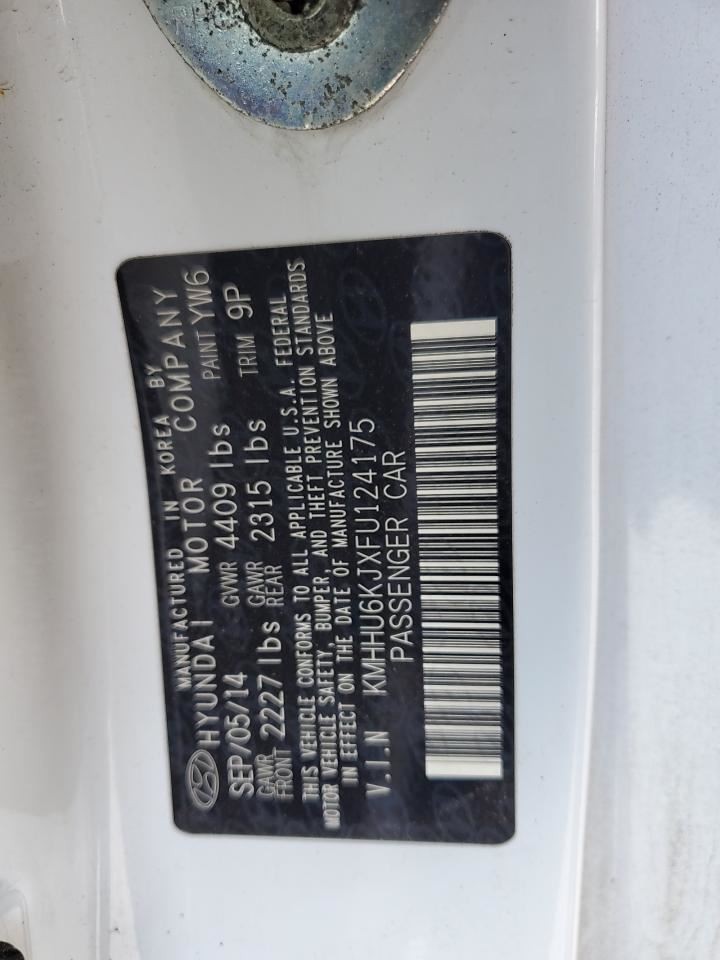 MANUFACTURED IN KOREA BY
HYUNDAI MOTOR COMPANY
SEP/05/14 GVWR 4409 lbs PAINT YW6
GAWR FRONT 2227 lbs GAWR REAR 2315 lbs TRIM 9P
THIS VEHICLE CONFORMS TO ALL APPLICABLE U.S.A. FEDERAL
MOTOR VEHICLE SAFETY, BUMPER, AND THEFT PREVENTION STANDARDS
IN EFFECT ON THE DATE OF MANUFACTURE SHOWN ABOVE
V.I.N KMHHU6KJXFU124175
PASSENGER CAR